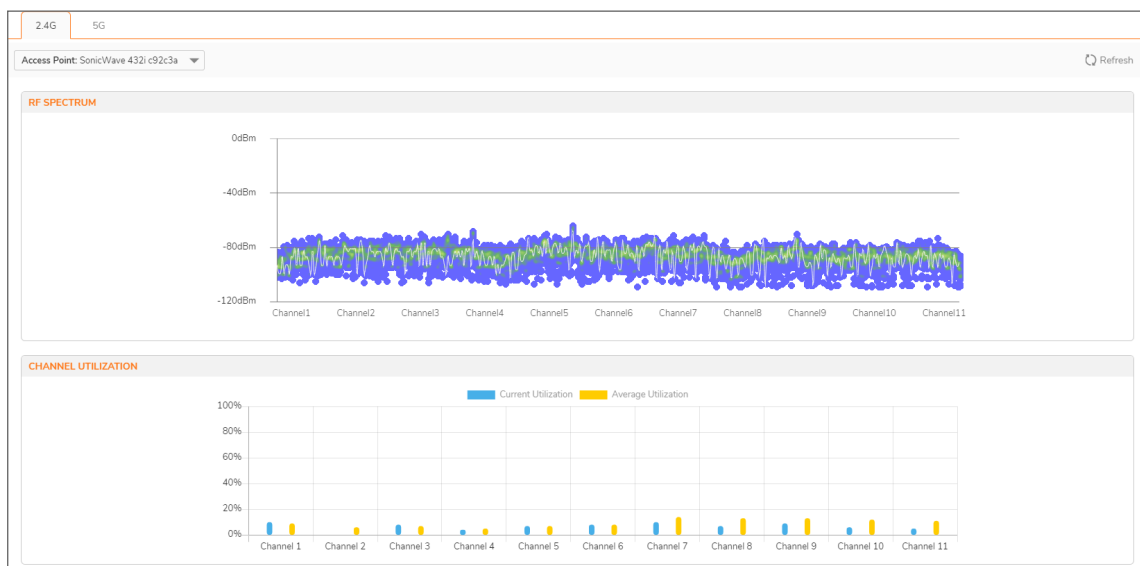 2.4G 5G
Access Point: SonicWave 432i c92c3a
Refresh
RF SPECTRUM
0dBm
-40dBm
-80dBm
-120dBm
Channel1 Channel2 Channel3 Channel4 Channel5 Channel6 Channel7 Channel8 Channel9 Channel10 Channel11
CHANNEL UTILIZATION
Current Utilization Average Utilization
100%
80%
60%
40%
20%
0%
Channel 1 Channel 2 Channel 3 Channel 4 Channel 5 Channel 6 Channel 7 Channel 8 Channel 9 Channel 10 Channel 11